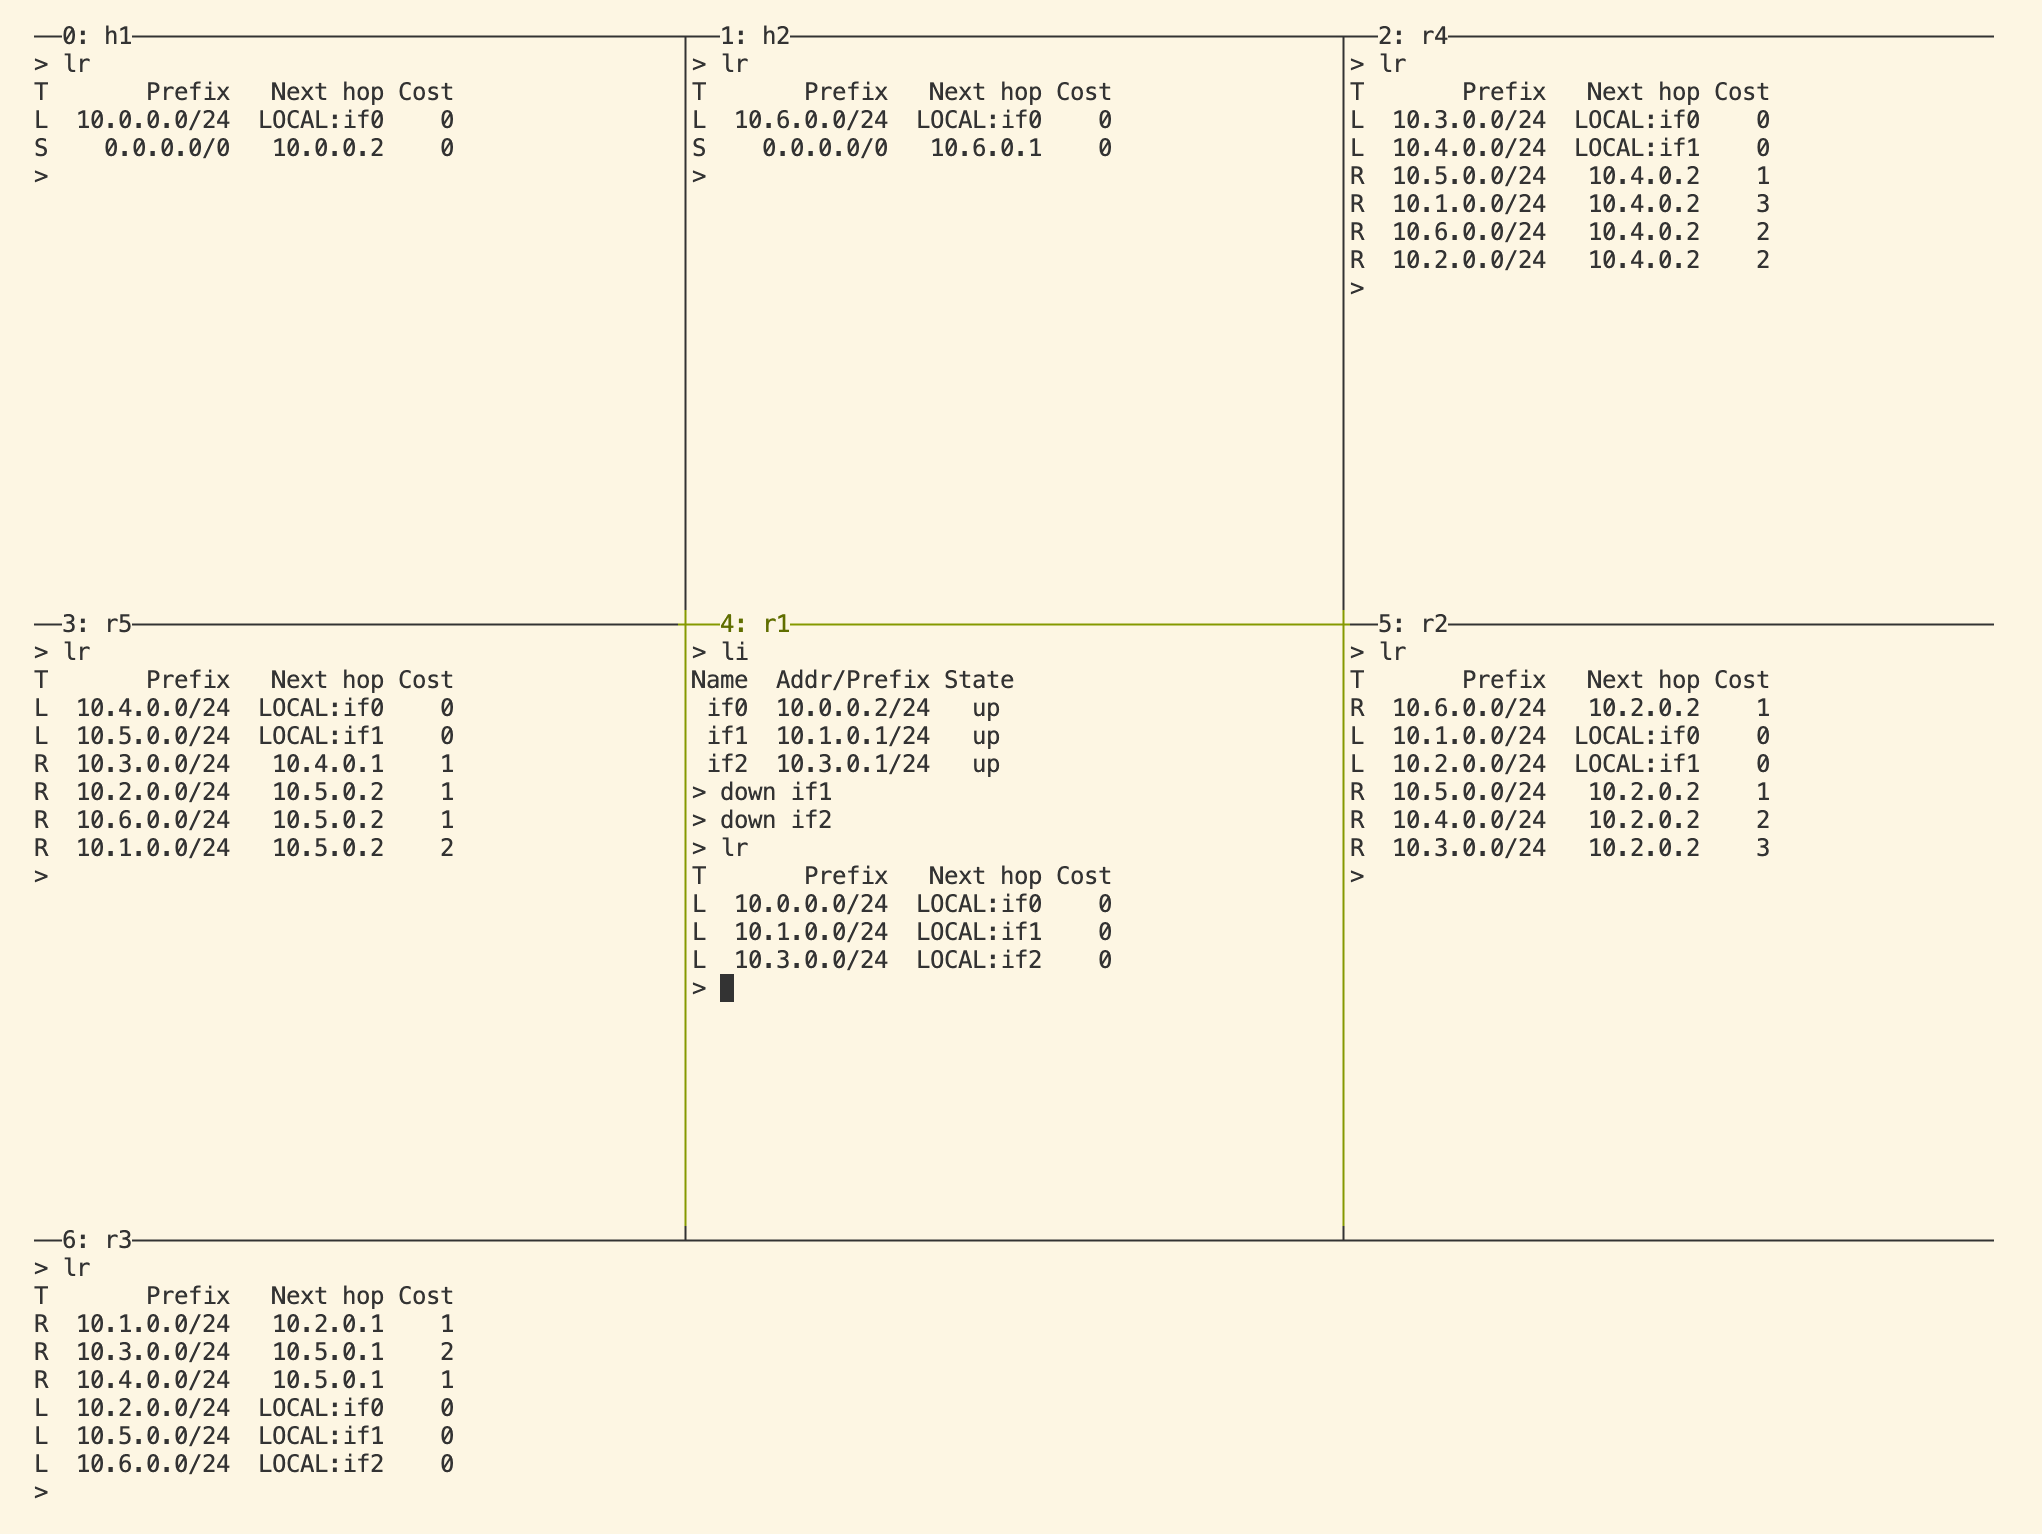 0: h1
> lr
T       Prefix   Next hop Cost
L  10.0.0.0/24  LOCAL:if0    0
S    0.0.0.0/0   10.0.0.2    0
>
1: h2
> lr
T       Prefix   Next hop Cost
L  10.6.0.0/24  LOCAL:if0    0
S    0.0.0.0/0   10.6.0.1    0
>
2: r4
> lr
T       Prefix   Next hop Cost
L  10.3.0.0/24  LOCAL:if0    0
L  10.4.0.0/24  LOCAL:if1    0
R  10.5.0.0/24   10.4.0.2    1
R  10.1.0.0/24   10.4.0.2    3
R  10.6.0.0/24   10.4.0.2    2
R  10.2.0.0/24   10.4.0.2    2
>
3: r5
> lr
T       Prefix   Next hop Cost
L  10.4.0.0/24  LOCAL:if0    0
L  10.5.0.0/24  LOCAL:if1    0
R  10.3.0.0/24   10.4.0.1    1
R  10.2.0.0/24   10.5.0.2    1
R  10.6.0.0/24   10.5.0.2    1
R  10.1.0.0/24   10.5.0.2    2
>
4: r1
> li
Name  Addr/Prefix State
 if0  10.0.0.2/24   up
 if1  10.1.0.1/24   up
 if2  10.3.0.1/24   up
> down if1
> down if2
> lr
T       Prefix   Next hop Cost
L  10.0.0.0/24  LOCAL:if0    0
L  10.1.0.0/24  LOCAL:if1    0
L  10.3.0.0/24  LOCAL:if2    0
>
5: r2
> lr
T       Prefix   Next hop Cost
R  10.6.0.0/24   10.2.0.2    1
L  10.1.0.0/24  LOCAL:if0    0
L  10.2.0.0/24  LOCAL:if1    0
R  10.5.0.0/24   10.2.0.2    1
R  10.4.0.0/24   10.2.0.2    2
R  10.3.0.0/24   10.2.0.2    3
>
6: r3
> lr
T       Prefix   Next hop Cost
R  10.1.0.0/24   10.2.0.1    1
R  10.3.0.0/24   10.5.0.1    2
R  10.4.0.0/24   10.5.0.1    1
L  10.2.0.0/24  LOCAL:if0    0
L  10.5.0.0/24  LOCAL:if1    0
L  10.6.0.0/24  LOCAL:if2    0
>